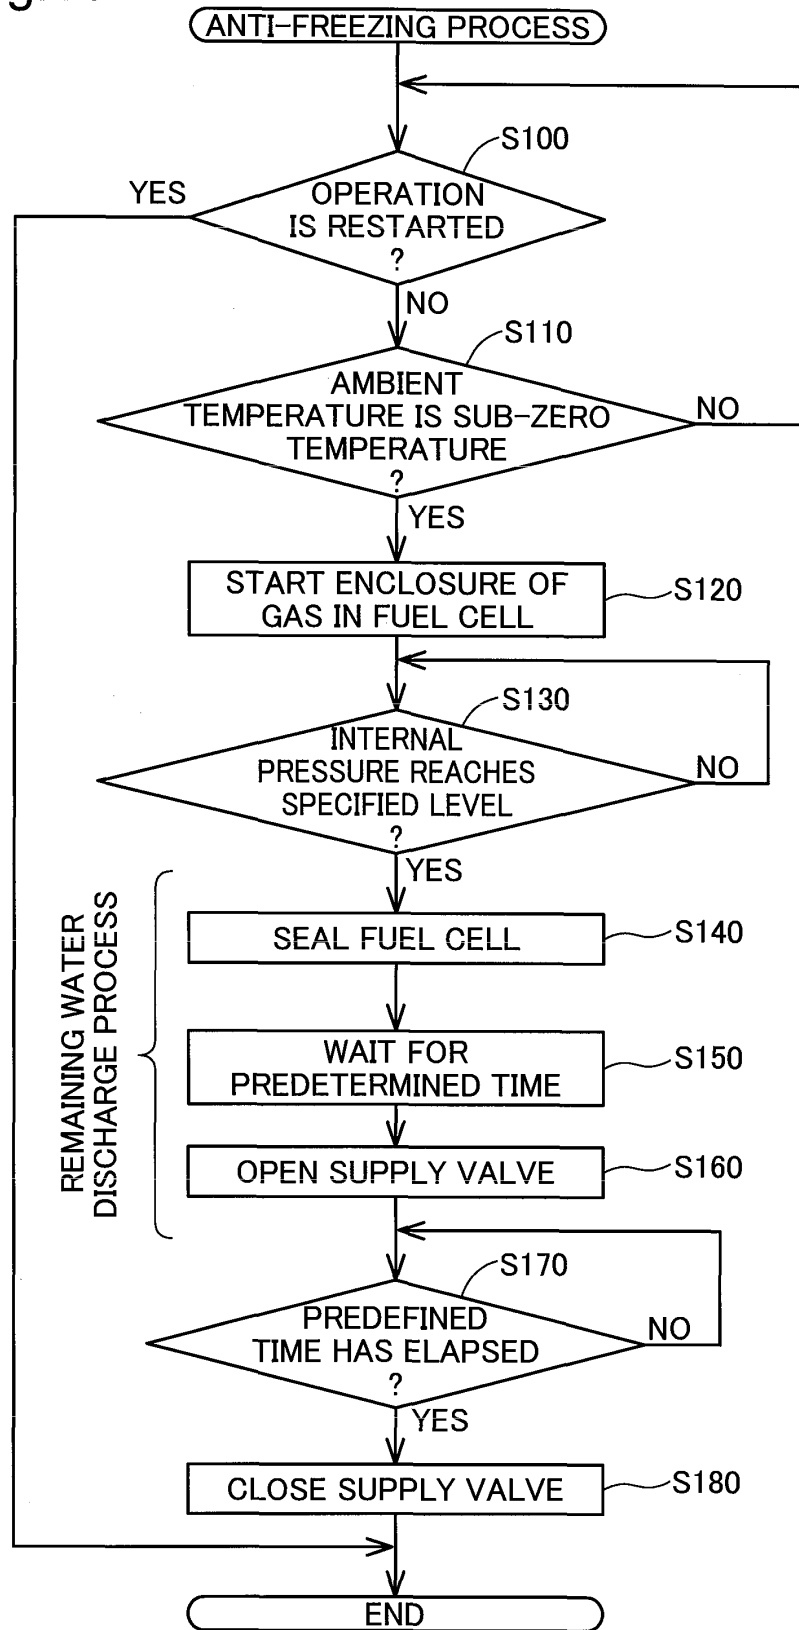 ANTI-FREEZING PROCESS
S100
YES
OPERATION
IS RESTARTED
?
NO
S110
AMBIENT
TEMPERATURE IS SUB-ZERO
TEMPERATURE
?
NO
YES
START ENCLOSURE OF
GAS IN FUEL CELL
S120
S130
INTERNAL
PRESSURE REACHES
SPECIFIED LEVEL
?
NO
YES
REMAINING WATER
DISCHARGE PROCESS
SEAL FUEL CELL
S140
WAIT FOR
PREDETERMINED TIME
S150
OPEN SUPPLY VALVE
S160
S170
PREDEFINED
TIME HAS ELAPSED
?
NO
YES
CLOSE SUPPLY VALVE
S180
END